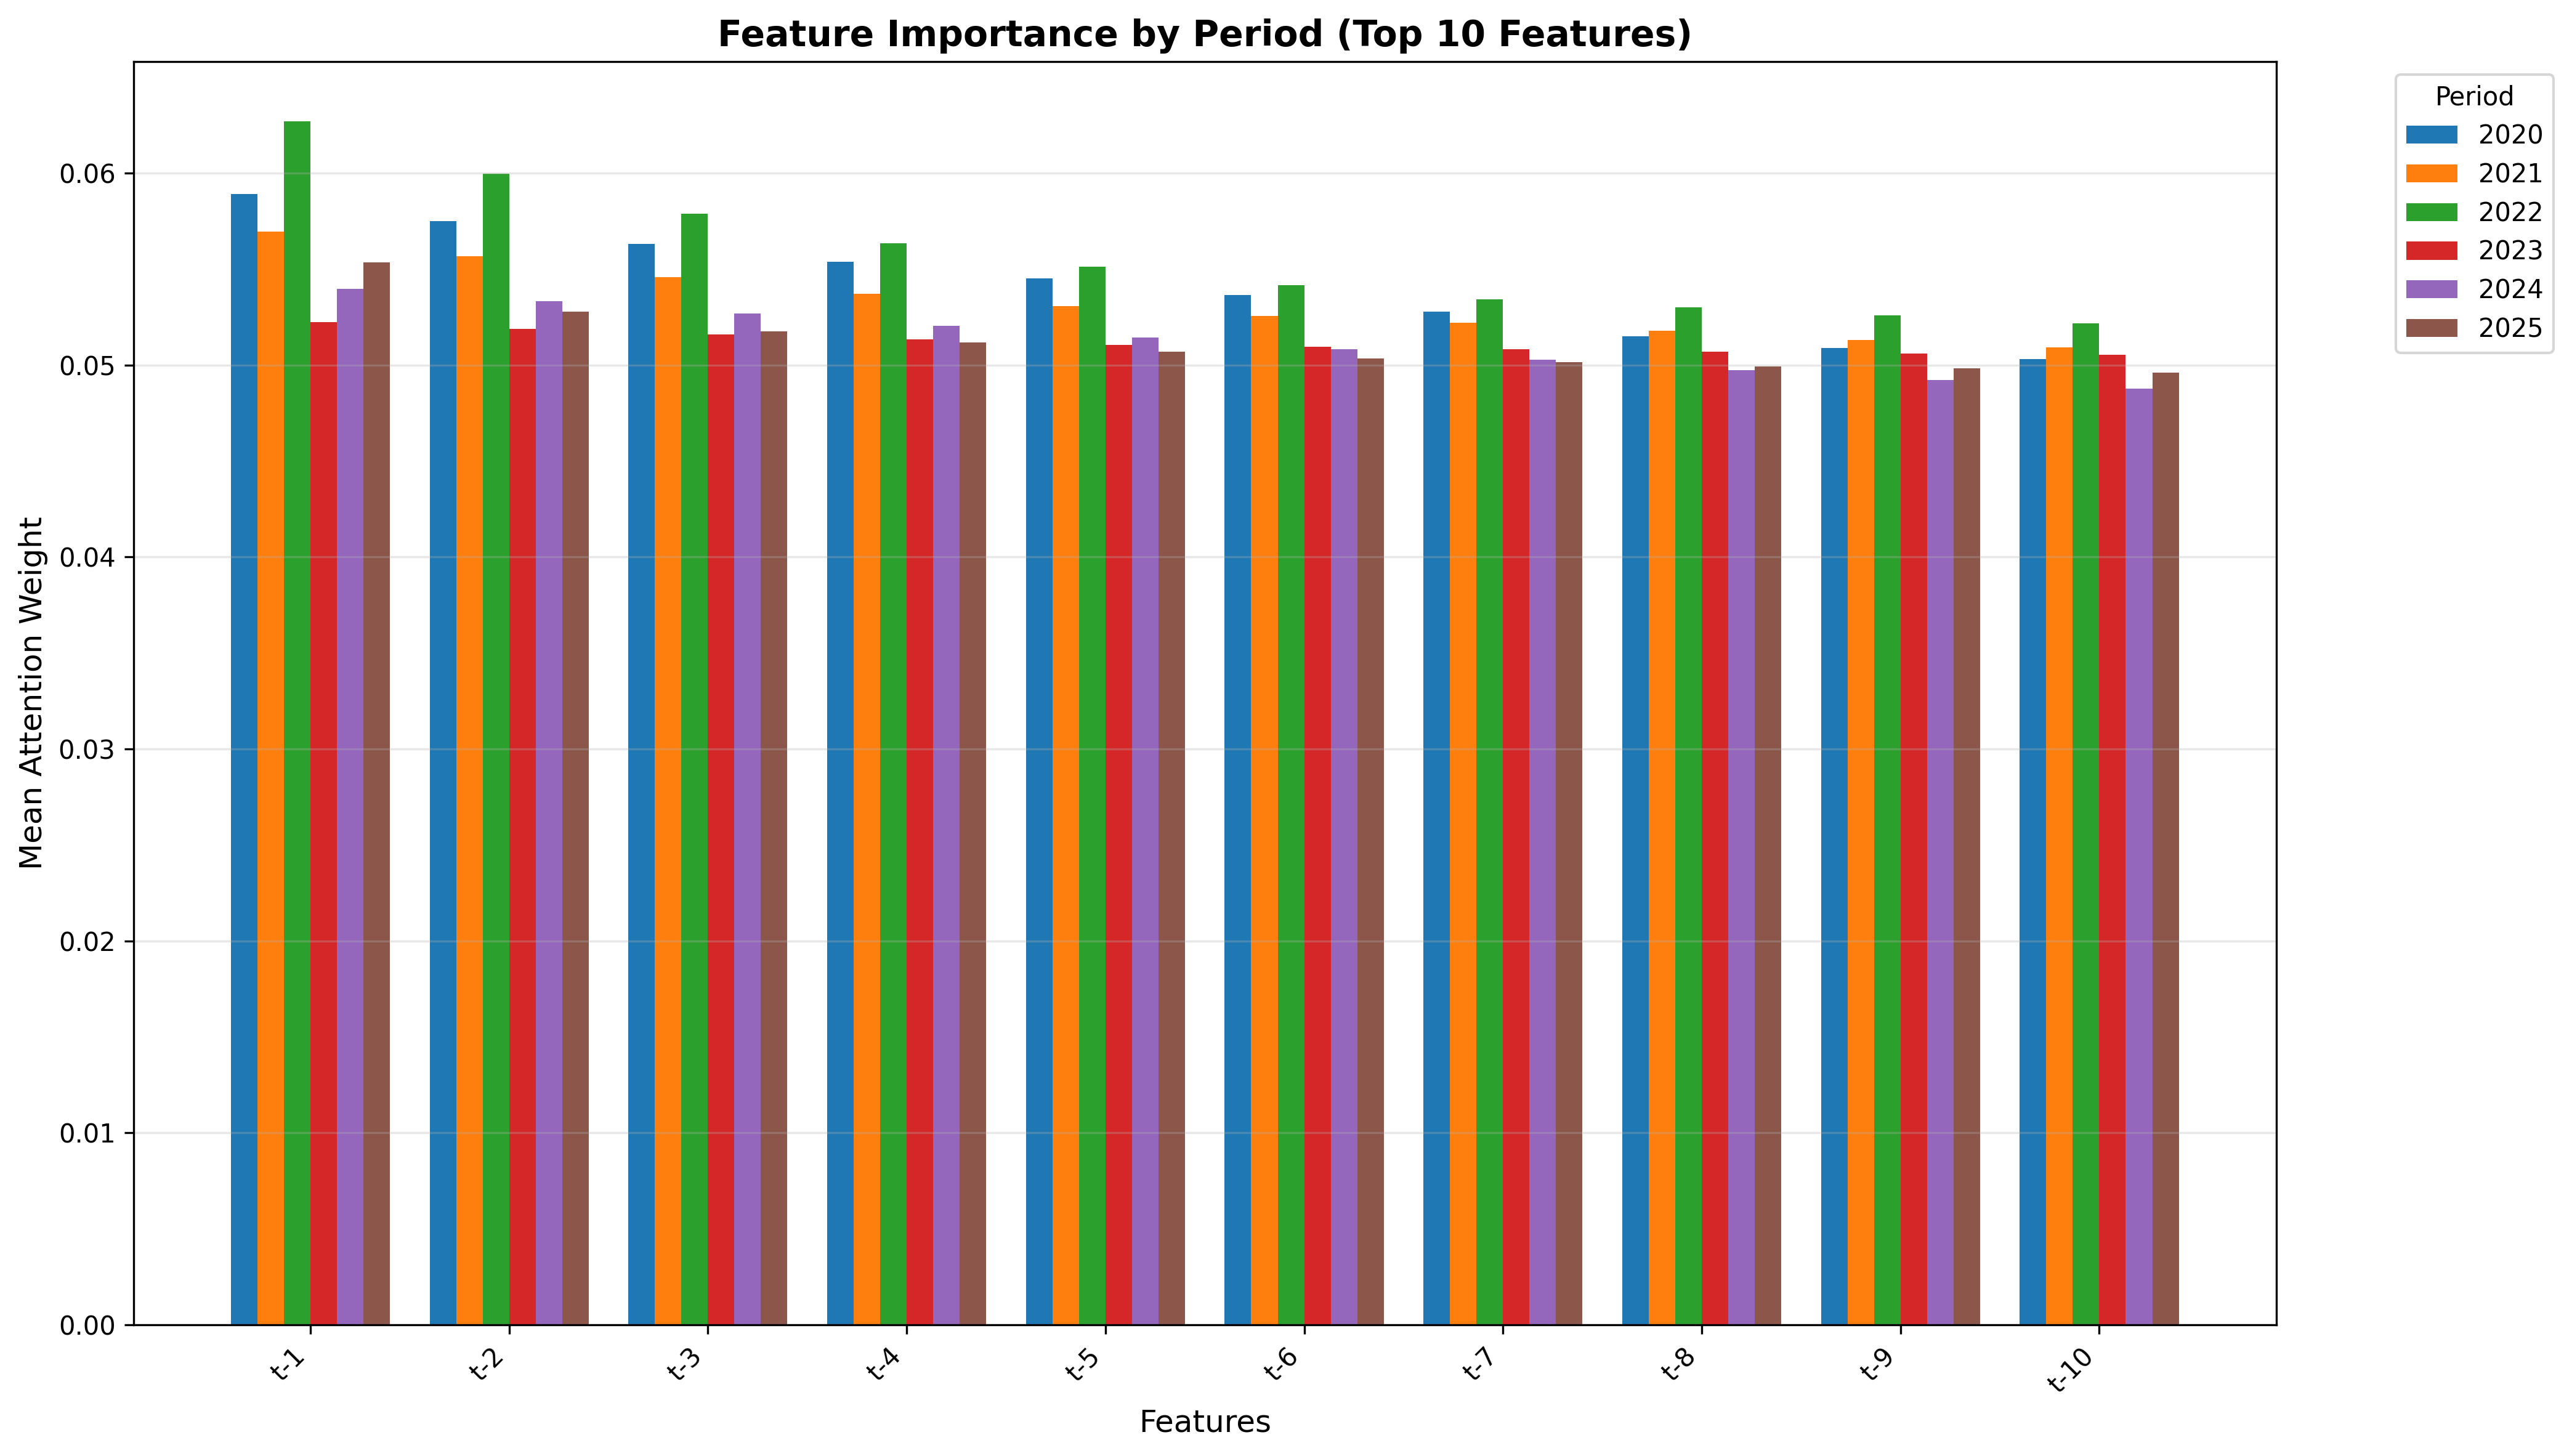 Feature Importance by Period (Top 10 Features)
Period
2020
2021
2022
2023
2024
2025
Mean Attention Weight
0.06
0.05
0.04
0.03
0.02
0.01
0.00
t-1
t-2
t-3
t-4
t-5
t-6
t-7
t-8
t-9
t-10
Features